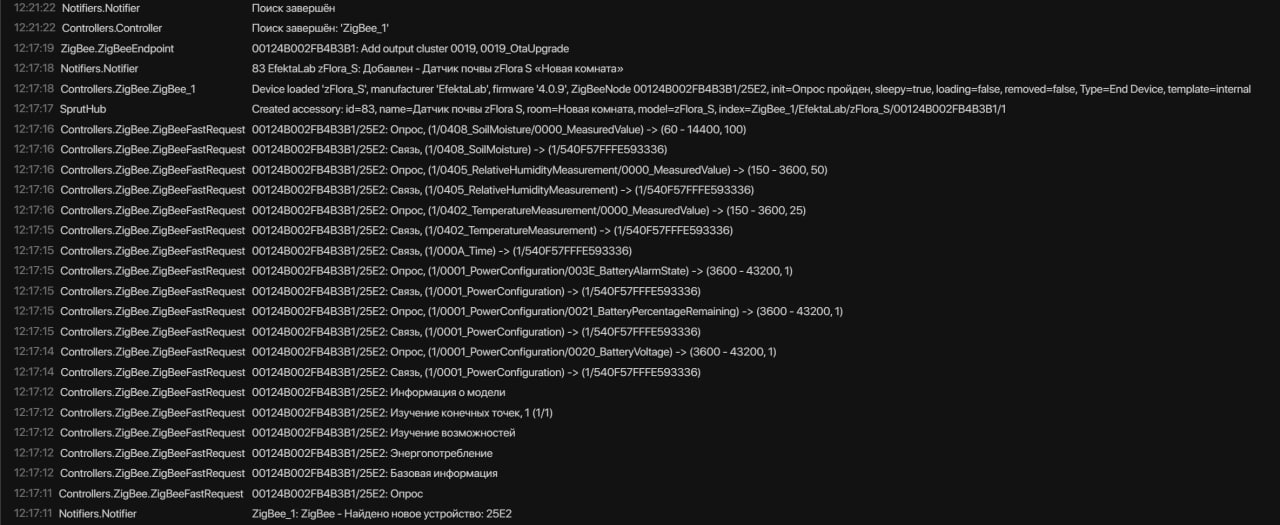 12:21:22 Notifiers.Notifier Поиск завершён
12:21:22 Controllers.Controller Поиск завершён: 'ZigBee_1'
12:17:19 ZigBee.ZigBeeEndpoint 00124B002FB4B3B1: Add output cluster 0019, 0019_OtaUpgrade
12:17:18 Notifiers.Notifier 83 EfektaLab zFlora_S: Добавлен - Датчик почвы zFlora S «Новая комната»
12:17:18 Controllers.ZigBee.ZigBee_1 Device loaded 'zFlora_S', manufacturer 'EfektaLab', firmware '4.0.9', ZigBeeNode 00124B002FB4B3B1/25E2, init=Опрос пройден, sleepy=true, loading=false, removed=false, Type=End Device, template=internal
12:17:17 SprutHub Created accessory: id=83, name=Датчик почвы zFlora S, room=Новая комната, model=zFlora_S, index=ZigBee_1/EfektaLab/zFlora_S/00124B002FB4B3B1/1
12:17:16 Controllers.ZigBee.ZigBeeFastRequest 00124B002FB4B3B1/25E2: Опрос, (1/0408_SoilMoisture/0000_MeasuredValue) -> (60 - 14400, 100)
12:17:16 Controllers.ZigBee.ZigBeeFastRequest 00124B002FB4B3B1/25E2: Связь, (1/0408_SoilMoisture) -> (1/540F57FFFE593336)
12:17:16 Controllers.ZigBee.ZigBeeFastRequest 00124B002FB4B3B1/25E2: Опрос, (1/0405_RelativeHumidityMeasurement/0000_MeasuredValue) -> (150 - 3600, 50)
12:17:16 Controllers.ZigBee.ZigBeeFastRequest 00124B002FB4B3B1/25E2: Связь, (1/0405_RelativeHumidityMeasurement) -> (1/540F57FFFE593336)
12:17:16 Controllers.ZigBee.ZigBeeFastRequest 00124B002FB4B3B1/25E2: Опрос, (1/0402_TemperatureMeasurement/0000_MeasuredValue) -> (150 - 3600, 25)
12:17:15 Controllers.ZigBee.ZigBeeFastRequest 00124B002FB4B3B1/25E2: Связь, (1/0402_TemperatureMeasurement) -> (1/540F57FFFE593336)
12:17:15 Controllers.ZigBee.ZigBeeFastRequest 00124B002FB4B3B1/25E2: Связь, (1/000A_Time) -> (1/540F57FFFE593336)
12:17:15 Controllers.ZigBee.ZigBeeFastRequest 00124B002FB4B3B1/25E2: Опрос, (1/0001_PowerConfiguration/003E_BatteryAlarmState) -> (3600 - 43200, 1)
12:17:15 Controllers.ZigBee.ZigBeeFastRequest 00124B002FB4B3B1/25E2: Связь, (1/0001_PowerConfiguration) -> (1/540F57FFFE593336)
12:17:15 Controllers.ZigBee.ZigBeeFastRequest 00124B002FB4B3B1/25E2: Опрос, (1/0001_PowerConfiguration/0021_BatteryPercentageRemaining) -> (3600 - 43200, 1)
12:17:15 Controllers.ZigBee.ZigBeeFastRequest 00124B002FB4B3B1/25E2: Связь, (1/0001_PowerConfiguration) -> (1/540F57FFFE593336)
12:17:14 Controllers.ZigBee.ZigBeeFastRequest 00124B002FB4B3B1/25E2: Опрос, (1/0001_PowerConfiguration/0020_BatteryVoltage) -> (3600 - 43200, 1)
12:17:14 Controllers.ZigBee.ZigBeeFastRequest 00124B002FB4B3B1/25E2: Связь, (1/0001_PowerConfiguration) -> (1/540F57FFFE593336)
12:17:12 Controllers.ZigBee.ZigBeeFastRequest 00124B002FB4B3B1/25E2: Информация о модели
12:17:12 Controllers.ZigBee.ZigBeeFastRequest 00124B002FB4B3B1/25E2: Изучение конечных точек, 1 (1/1)
12:17:12 Controllers.ZigBee.ZigBeeFastRequest 00124B002FB4B3B1/25E2: Изучение возможностей
12:17:12 Controllers.ZigBee.ZigBeeFastRequest 00124B002FB4B3B1/25E2: Энергопотребление
12:17:12 Controllers.ZigBee.ZigBeeFastRequest 00124B002FB4B3B1/25E2: Базовая информация
12:17:11 Controllers.ZigBee.ZigBeeFastRequest 00124B002FB4B3B1/25E2: Опрос
12:17:11 Notifiers.Notifier ZigBee_1: ZigBee - Найдено новое устройство: 25E2